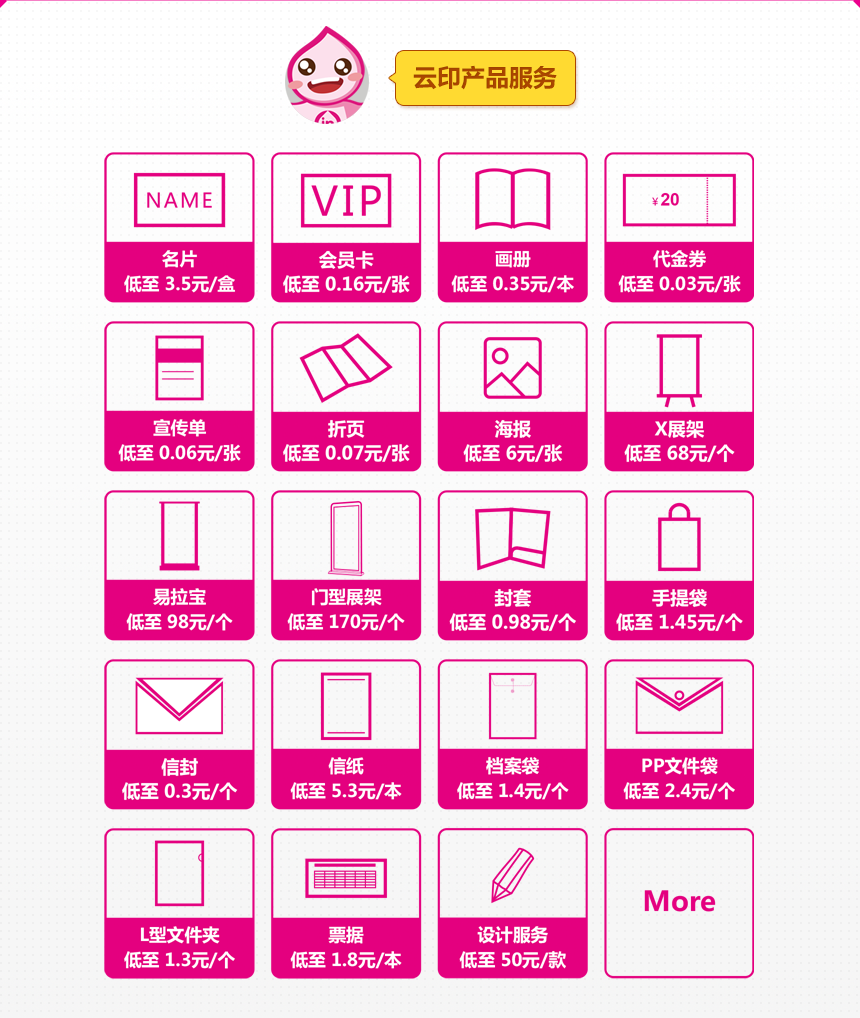 in
云印产品服务
NAME
名片
低至 3.5元/盒
VIP
会员卡
低至 0.16元/张
画册
低至 0.35元/本
¥20
代金券
低至 0.03元/张
宣传单
低至 0.06元/张
折页
低至 0.07元/张
海报
低至 6元/张
X展架
低至 68元/个
易拉宝
低至 98元/个
门型展架
低至 170元/个
封套
低至 0.98元/个
手提袋
低至 1.45元/个
信封
低至 0.3元/个
信纸
低至 5.3元/本
档案袋
低至 1.4元/个
PP文件袋
低至 2.4元/个
L型文件夹
低至 1.3元/个
票据
低至 1.8元/本
设计服务
低至 50元/款
More